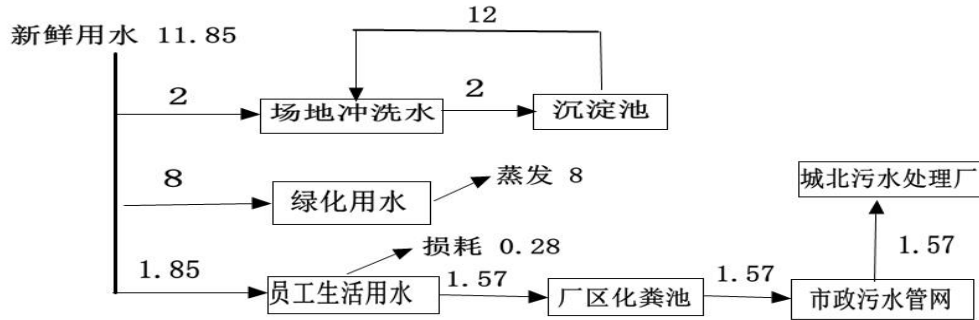 12
新鲜用水 11.85
2
场地冲洗水
2
沉淀池
8
绿化用水
蒸发 8
城北污水处理厂
1.85
员工生活用水
损耗 0.28
1.57
厂区化粪池
1.57
市政污水管网
1.57